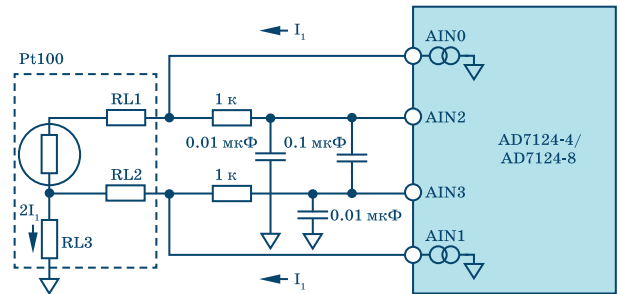 I₁
AIN0
Pt100
RL1
1 к
AIN2
0.01 мкФ
0.1 мкФ
AD7124-4/
AD7124-8
RL2
1 к
AIN3
2I₁
0.01 мкФ
RL3
AIN1
I₁